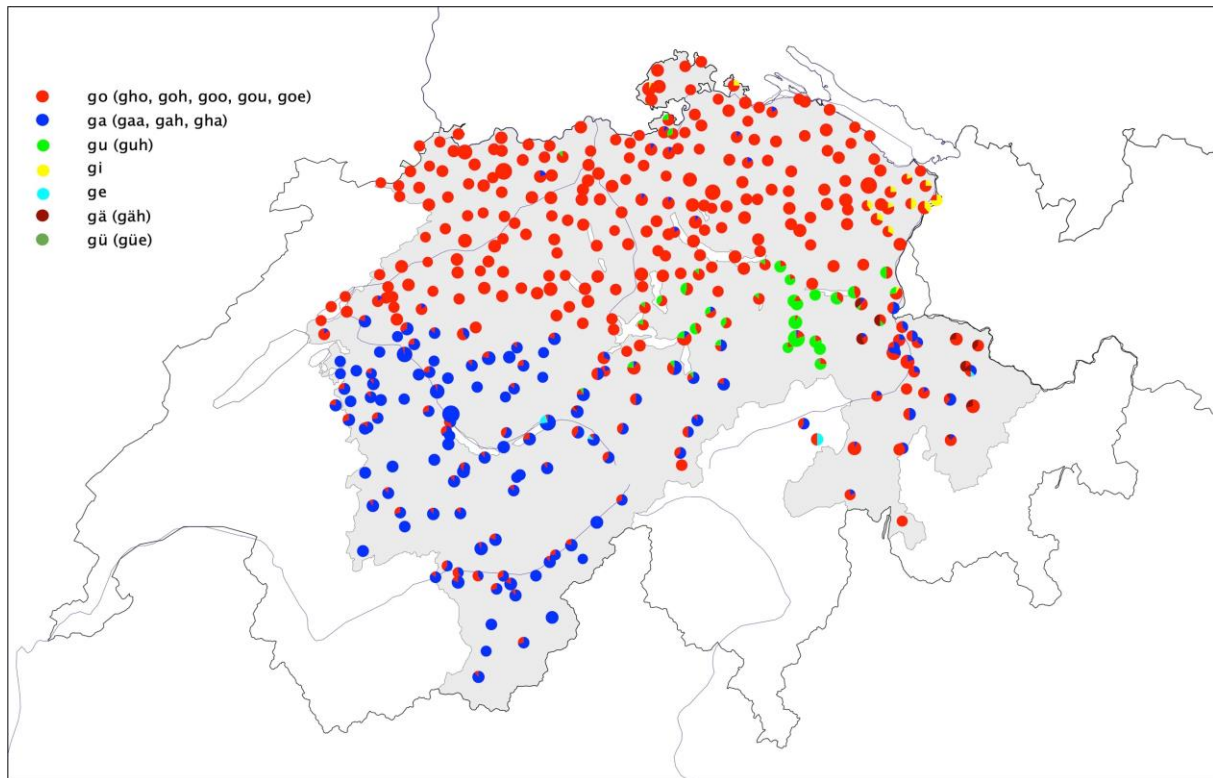 go (gho, goh, goo, gou, goe)
ga (gaa, gah, gha)
gu (guh)
gi
ge
gä (gäh)
gü (güe)